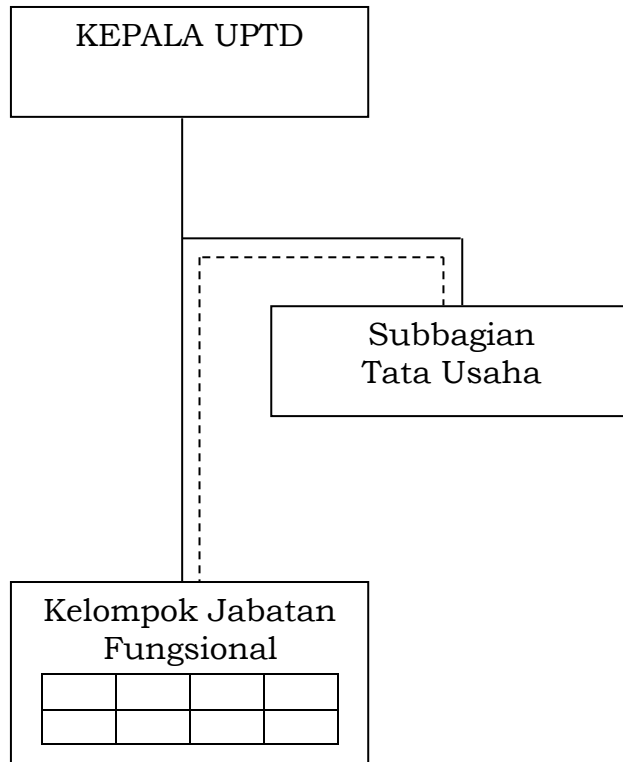 KEPALA UPTD
Subbagian
Tata Usaha
Kelompok Jabatan
Fungsional